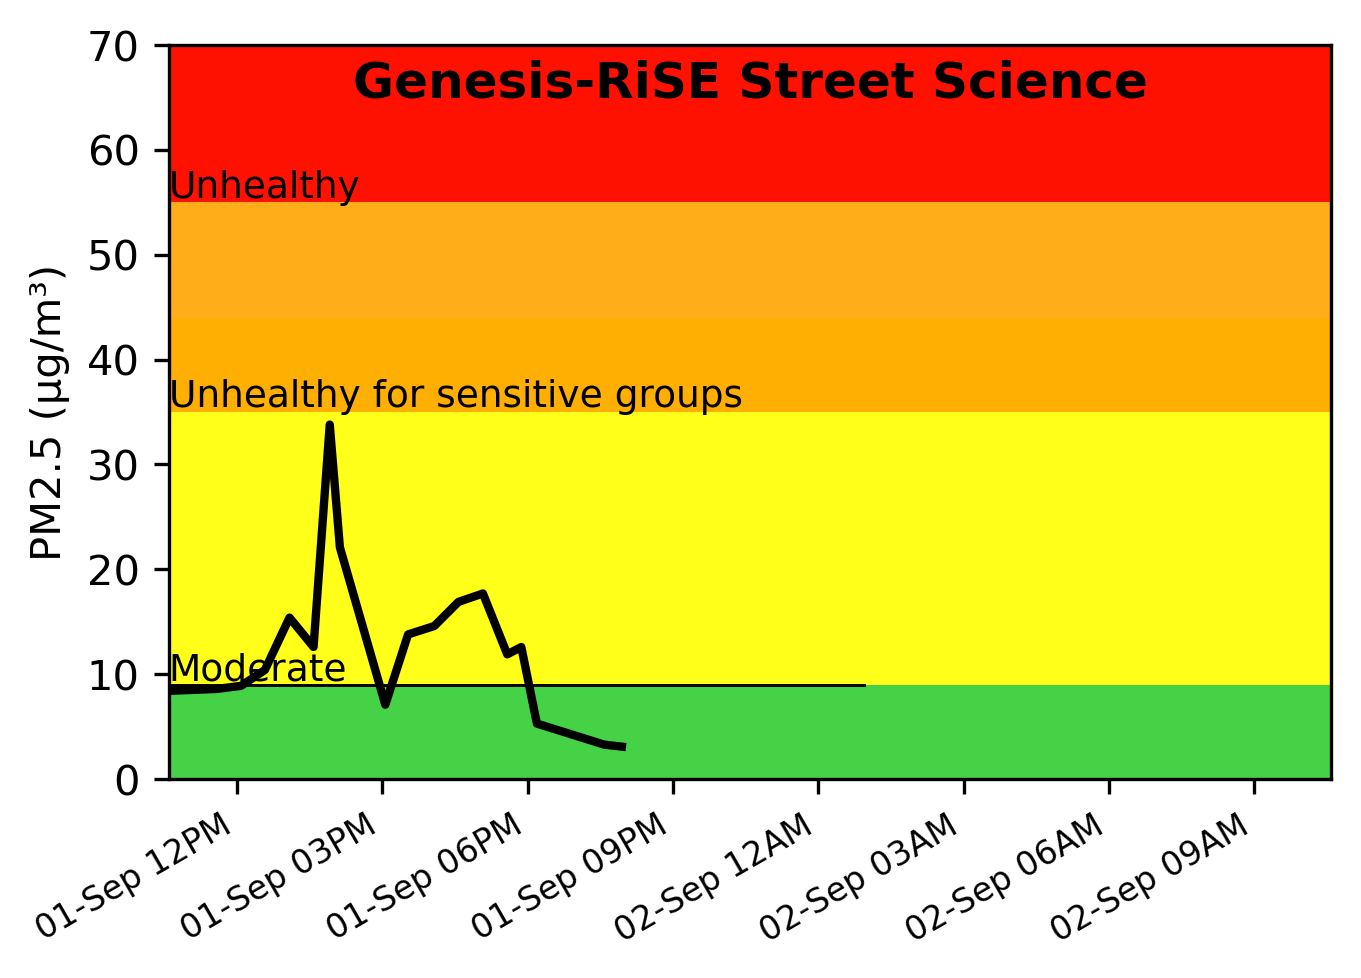 Genesis-RiSE Street Science
70
60
Unhealthy
50
40
Unhealthy for sensitive groups
30
20
Moderate
10
0
PM2.5 (µg/m³)
01-Sep 12PM
01-Sep 03PM
01-Sep 06PM
01-Sep 09PM
02-Sep 12AM
02-Sep 03AM
02-Sep 06AM
02-Sep 09AM